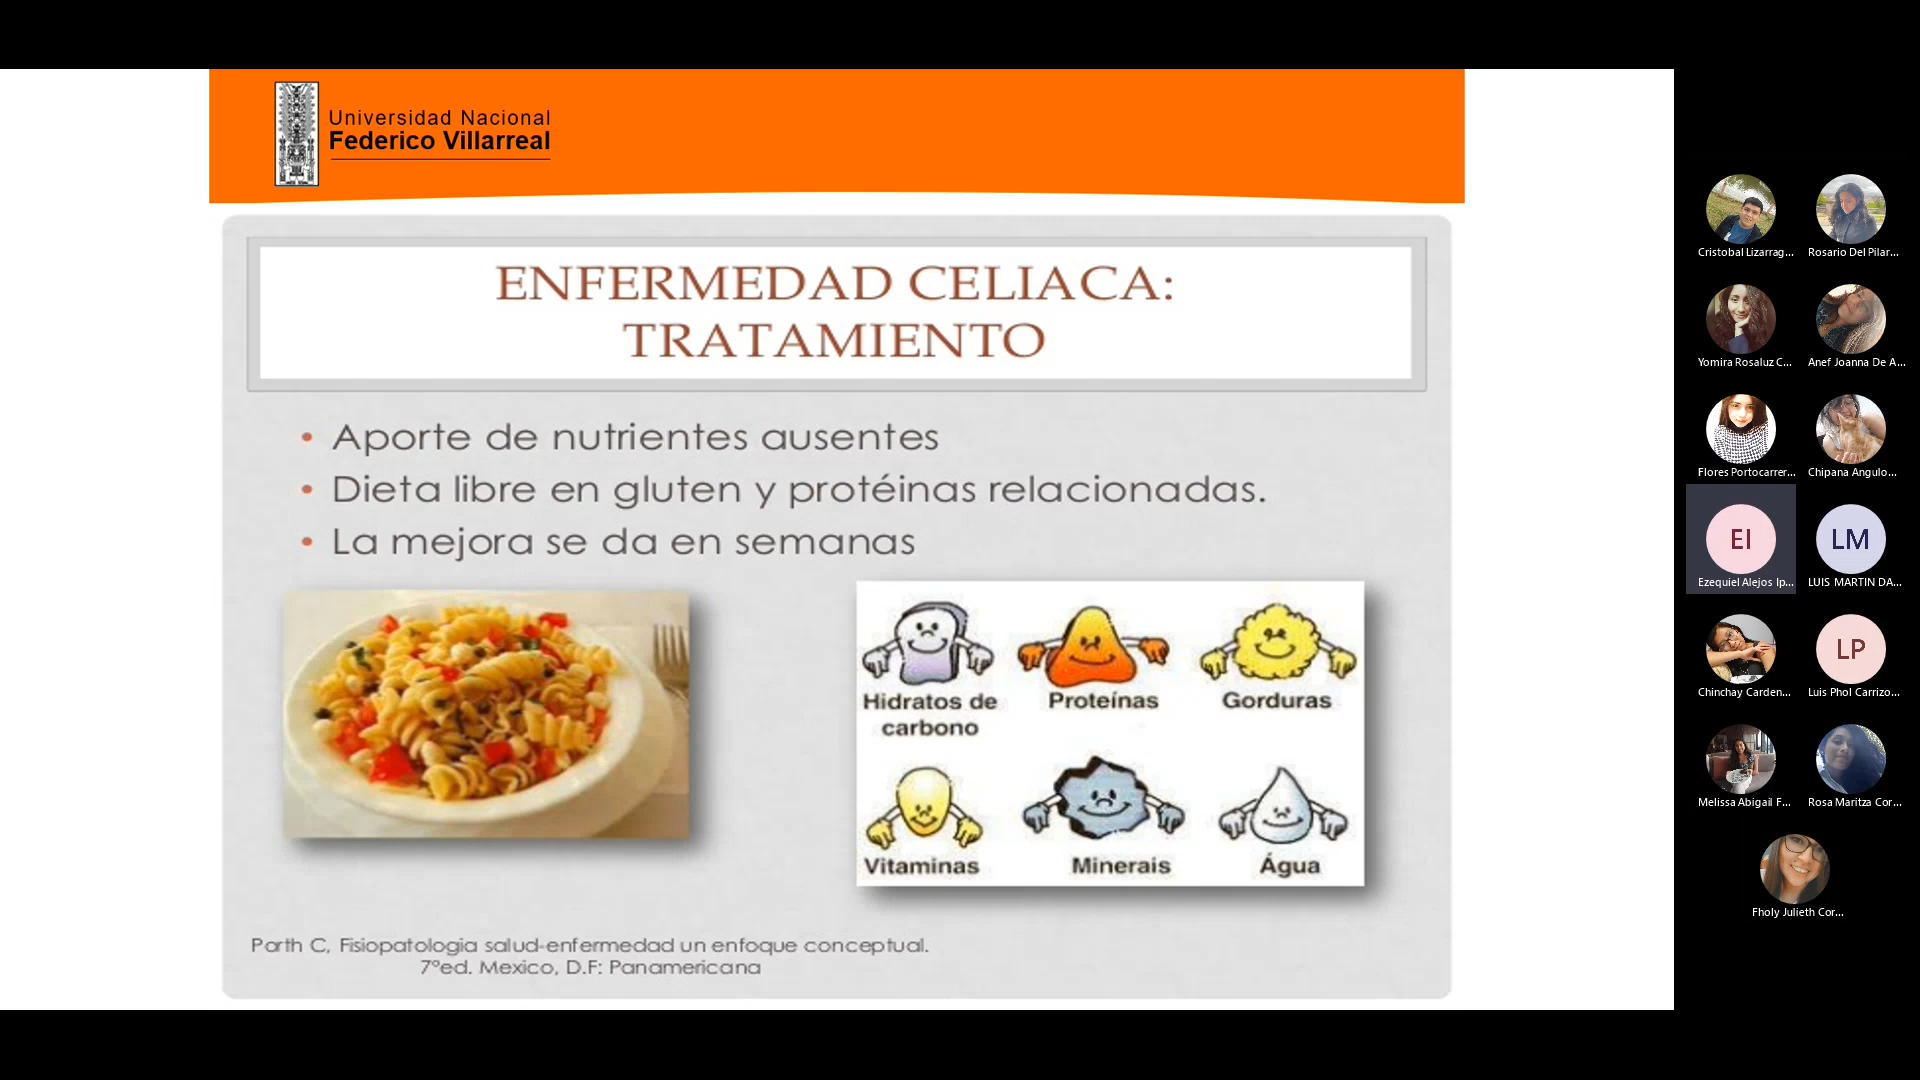 Universidad Nacional
Federico Villarreal
ENFERMEDAD CELIACA:
TRATAMIENTO
• Aporte de nutrientes ausentes
• Dieta libre en gluten y protéinas relacionadas.
• La mejora se da en semanas
Hidratos de
carbono
Proteínas
Gorduras
Vitaminas
Minerais
Água
Porth C, Fisiopatologia salud-enfermedad un enfoque conceptual.
7°ed. Mexico, D.F: Panamericana
Cristobal Lizarrag...
Rosario Del Pilar...
Yomira Rosaluz C...
Anef Joanna De A...
Flores Portocarrer...
Chipana Angulo...
EI
Ezequiel Alejos Ip...
LM
LUIS MARTIN DA...
Chinchay Carden...
LP
Luis Phol Carrizo...
Melissa Abigail F...
Rosa Maritza Cor...
Fholy Julieth Cor...